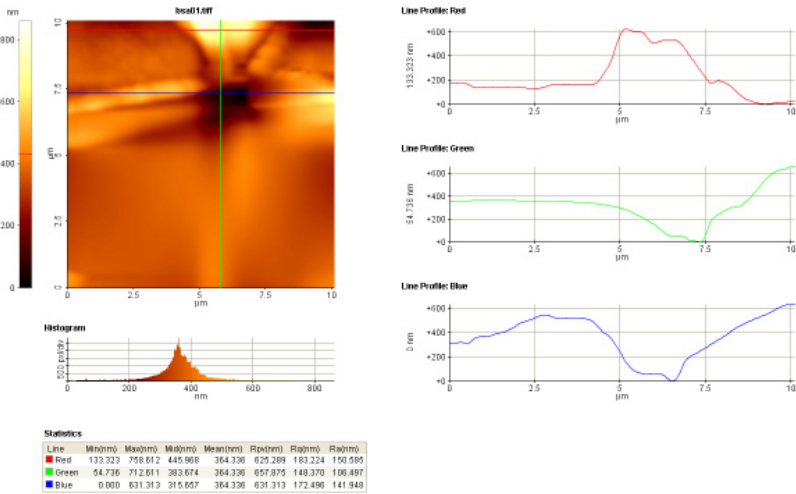 nm
800
600
400
200
0
bsa01.tiff
10
7.5
5
2.5
0
µm
0 2.5 5 7.5 10
µm
Histogram
500 pxl/div
0 200 400 600 800
nm
Line Profile: Red
133.323 nm
+600
+400
+200
+0
0 2.5 5 7.5 10
µm
Line Profile: Green
54.736 nm
+600
+400
+200
+0
0 2.5 5 7.5 10
µm
Line Profile: Blue
0 nm
+600
+400
+200
+0
0 2.5 5 7.5 10
µm
Statistics
Line Min(nm) Max(nm) Mid(nm) Mean(nm) Rpv(nm) Rq(nm) Ra(nm)
Red 133.323 758.612 445.968 364.336 625.289 183.224 150.585
Green 54.736 712.611 383.674 364.336 657.875 148.370 106.497
Blue 0.000 631.313 315.657 364.336 631.313 172.496 141.948